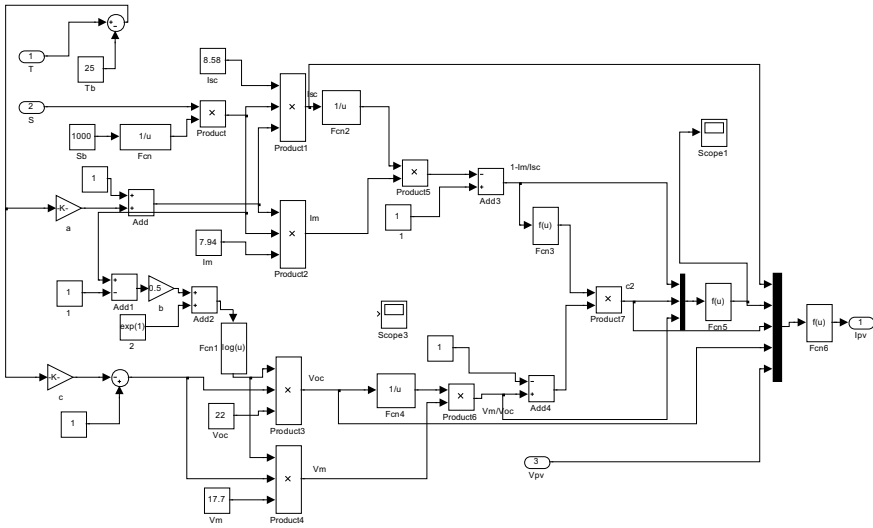 1
T
25
Tb
2
S
1000
Sb
1/u
Fcn
×
Product
8.58
Isc
×
Product1
Isc
1/u
Fcn2
1
-K-
a
Add
7.94
Im
×
Product2
Im
×
Product5
1
1
Add3
1-Im/Isc
f(u)
Fcn3
Scope1
1
1
Add1
0.5
b
exp(1)
2
Add2
log(u)
Fcn1
Scope3
×
Product7
c2
f(u)
Fcn5
f(u)
Fcn6
1
Ipv
-K-
c
1
22
Voc
×
Product3
Voc
1/u
Fcn4
×
Product6
Vm/Voc
1
Add4
17.7
Vm
×
Product4
Vm
3
Vpv